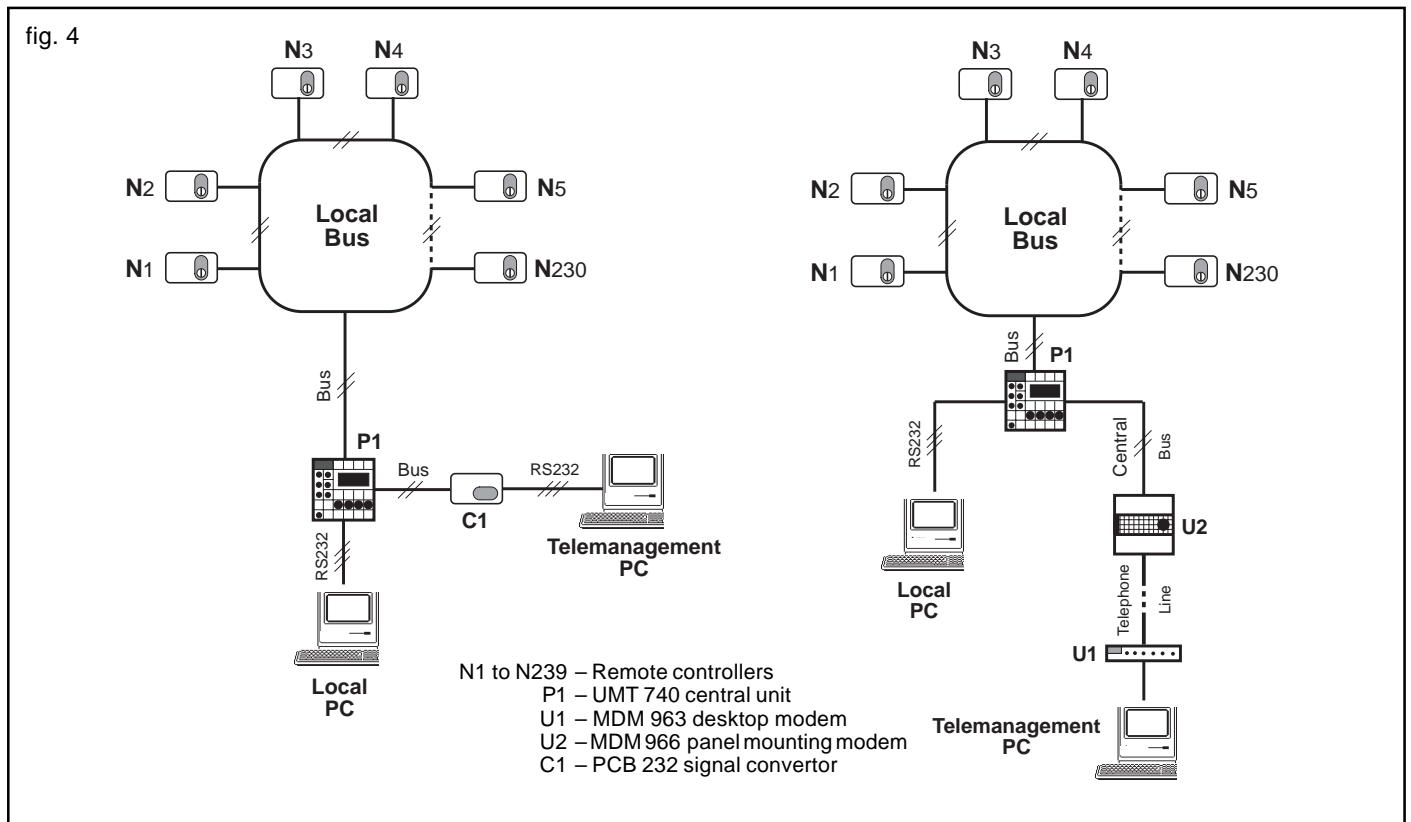 fig. 4
N3
N4
N2
N5
Local
Bus
N1
N230
Bus
P1
Bus
RS232
C1
RS232
Telemanagement
PC
Local
PC
N3
N4
N2
N5
Local
Bus
N1
N230
Bus
P1
RS232
Central
Bus
U2
Local
PC
Telephone
Line
U1
Telemanagement
PC
N1 to N239 – Remote controllers
P1 – UMT 740 central unit
U1 – MDM 963 desktop modem
U2 – MDM 966 panel mounting modem
C1 – PCB 232 signal convertor